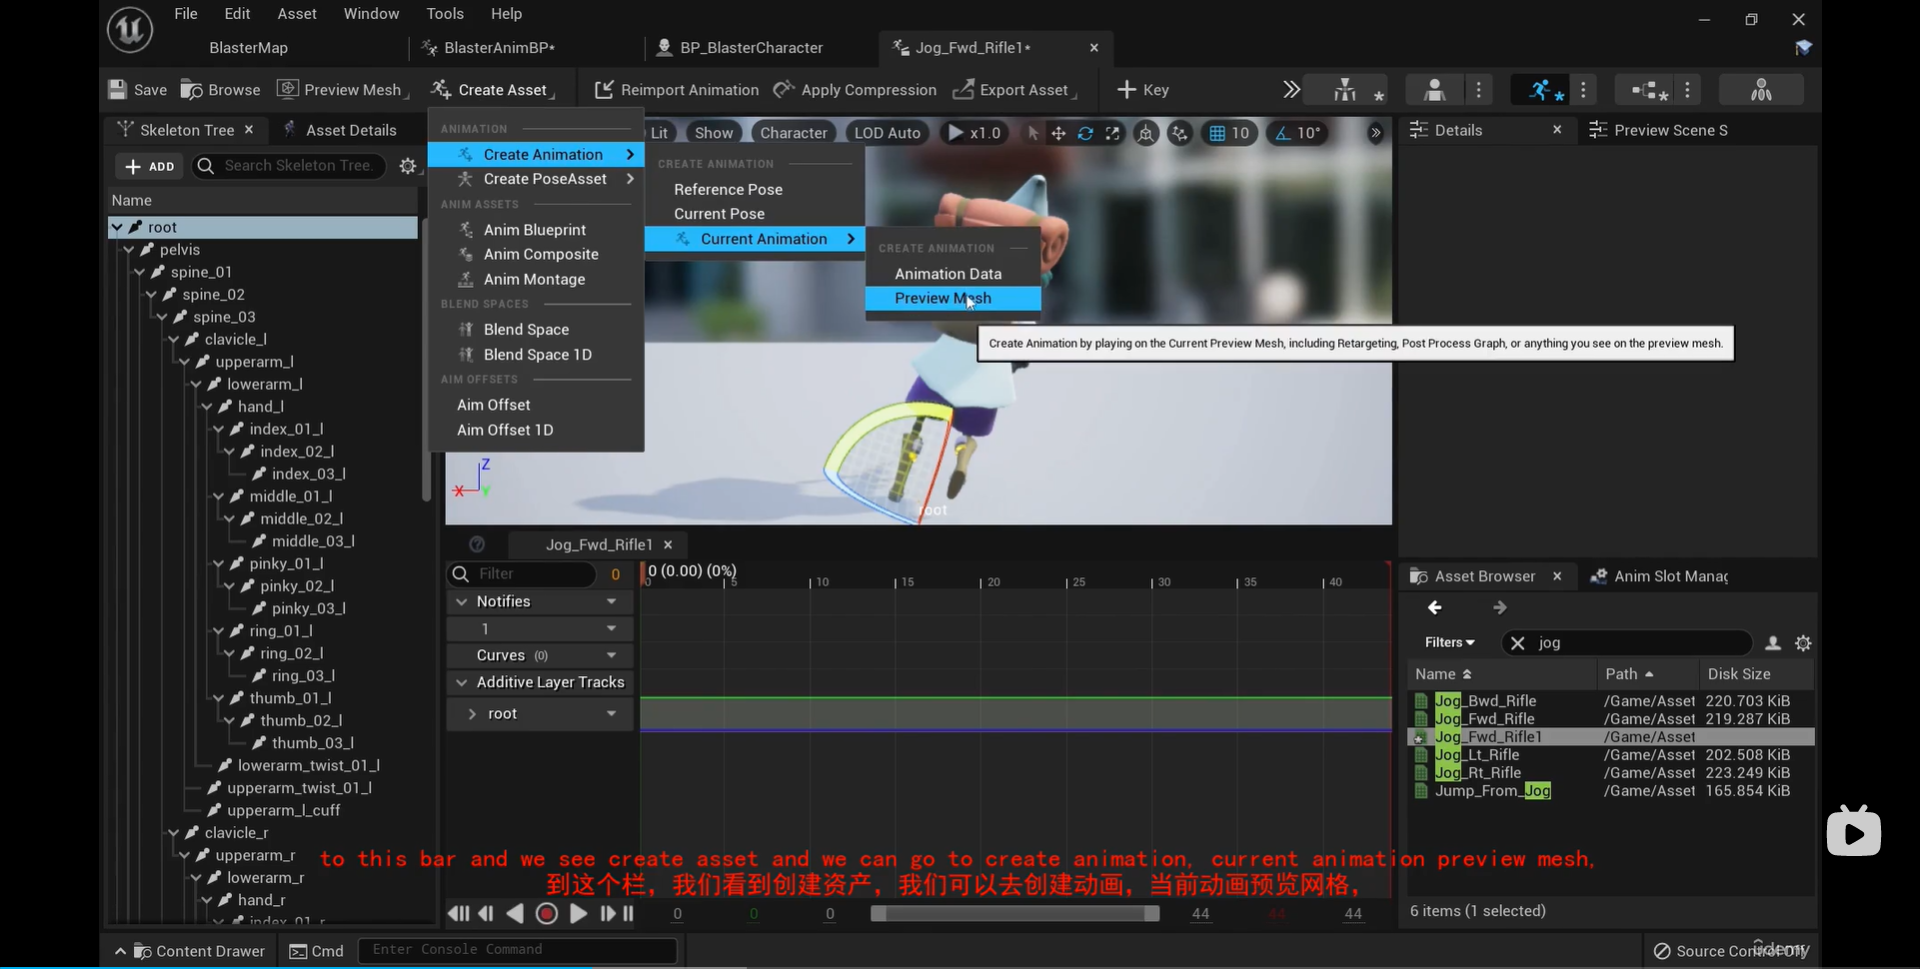 File Edit Asset Window Tools Help
BlasterMap BlasterAnimBP* BP_BlasterCharacter Jog_Fwd_Rifle1*
Save Browse Preview Mesh Create Asset Reimport Animation Apply Compression Export Asset Key
Skeleton Tree Asset Details
ADD Search Skeleton Tree.
Name
root
pelvis
spine_01
spine_02
spine_03
clavicle_l
upperarm_l
lowerarm_l
hand_l
index_01_l
index_02_l
index_03_l
middle_01_l
middle_02_l
middle_03_l
pinky_01_l
pinky_02_l
pinky_03_l
ring_01_l
ring_02_l
ring_03_l
thumb_01_l
thumb_02_l
thumb_03_l
lowerarm_twist_01_l
upperarm_twist_01_l
upperarm_l_cuff
clavicle_r
upperarm_r
lowerarm_r
hand_r
index_01_r
ANIMATION
Create Animation
Create PoseAsset
ANIM ASSETS
Anim Blueprint
Anim Composite
Anim Montage
BLEND SPACES
Blend Space
Blend Space 1D
AIM OFFSETS
Aim Offset
Aim Offset 1D
Lit Show Character LOD Auto x1.0 10 10°
CREATE ANIMATION
Reference Pose
Current Pose
Current Animation
CREATE ANIMATION
Animation Data
Preview Mesh
Create Animation by playing on the Current Preview Mesh, including Retargeting, Post Process Graph, or anything you see on the preview mesh.
Z
X Y
root
Jog_Fwd_Rifle1
Filter 0 0 (0.00) (0%)
0 5 10 15 20 25 30 35 40
Notifies
1
Curves (0)
Additive Layer Tracks
root
0 0 0 44 44 44
Details Preview Scene S
Asset Browser Anim Slot Manag
Filters jog
Name Path Disk Size
Jog_Bwd_Rifle /Game/Asset 220.703 KiB
Jog_Fwd_Rifle /Game/Asset 219.287 KiB
Jog_Fwd_Rifle1 /Game/Asset
Jog_Lt_Rifle /Game/Asset 202.508 KiB
Jog_Rt_Rifle /Game/Asset 223.249 KiB
Jump_From_Jog /Game/Asset 165.854 KiB
6 items (1 selected)
to this bar and we see create asset and we can go to create animation, current animation preview mesh,
到这个栏，我们看到创建资产，我们可以去创建动画，当前动画预览网格，
Content Drawer Cmd Enter Console Command Source Control Off
ûdemy